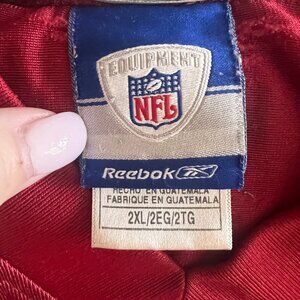 EQUIPMENT
NFL
Reebok
HECHO EN GUATEMALA
FABRIQUE EN GUATEMALA
2XL/2EG/2TG